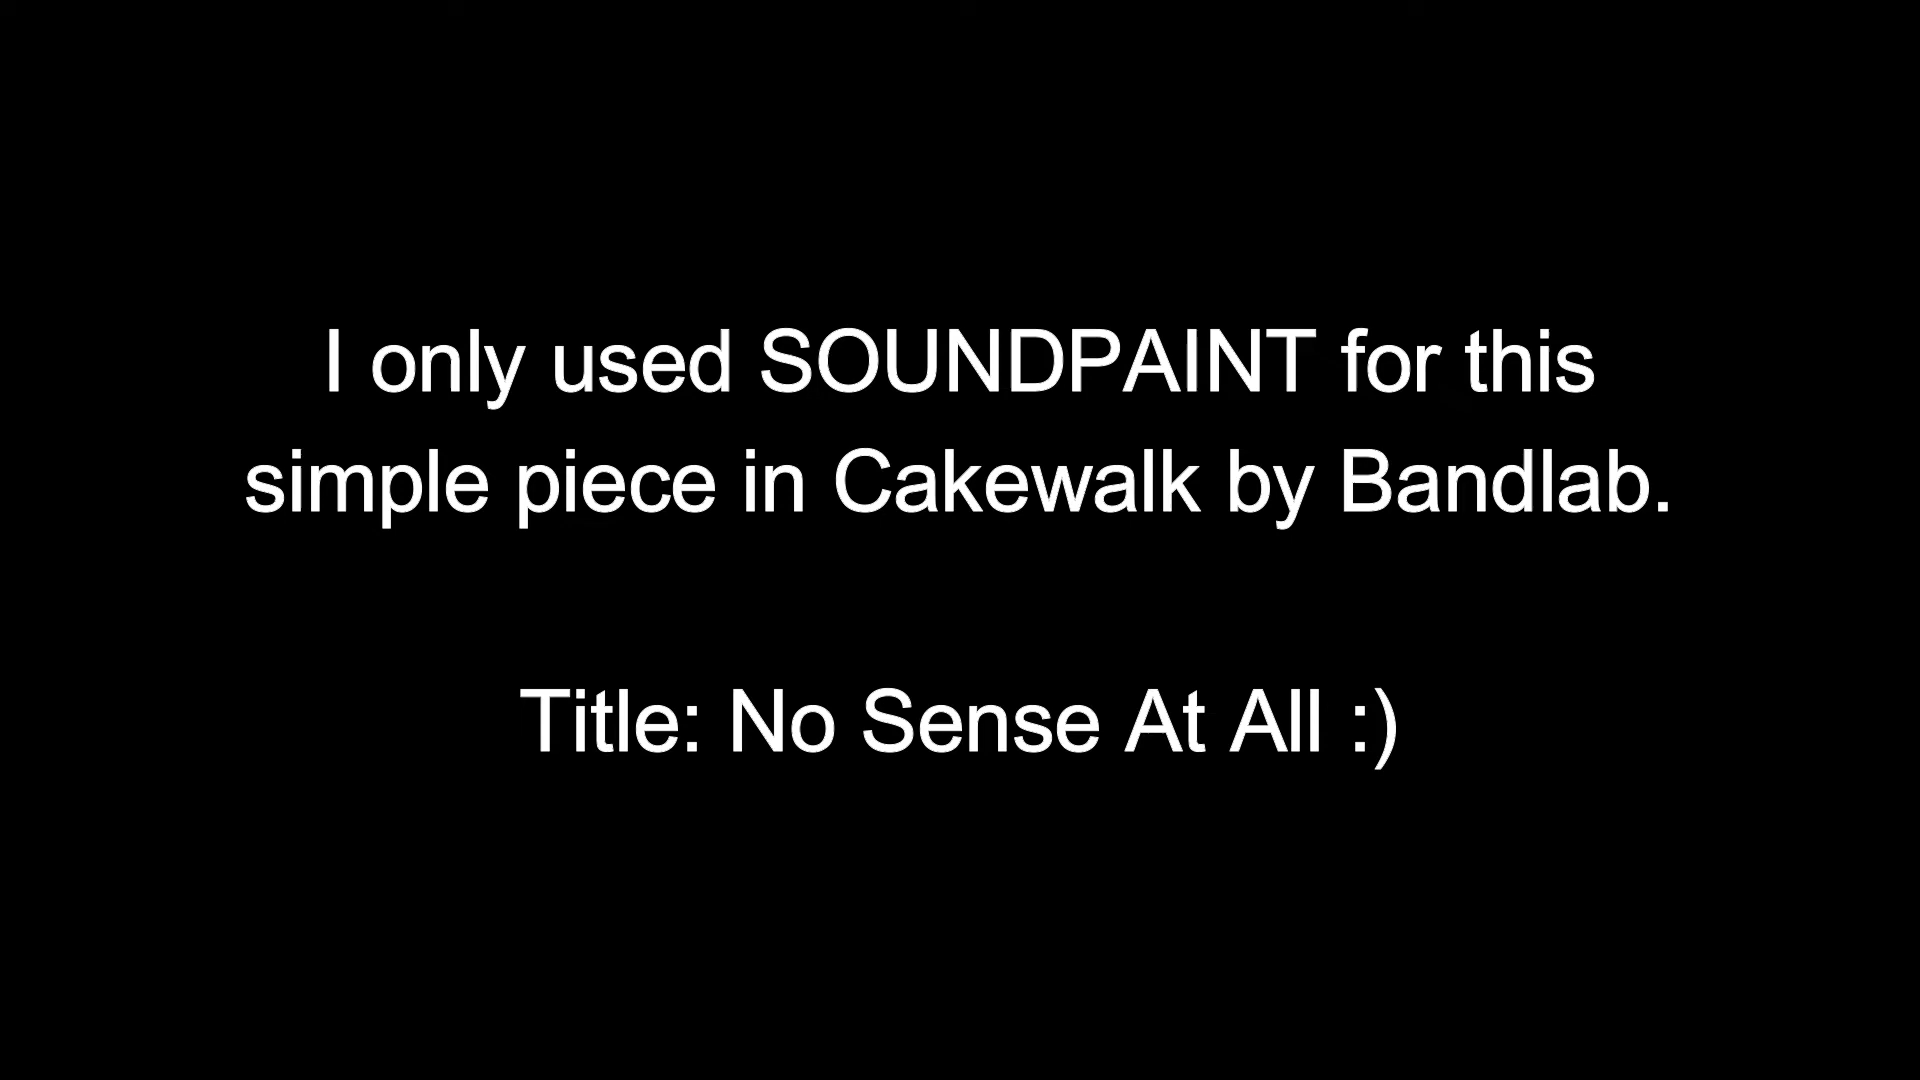 I only used SOUNDPAINT for this
simple piece in Cakewalk by Bandlab.
Title: No Sense At All :)